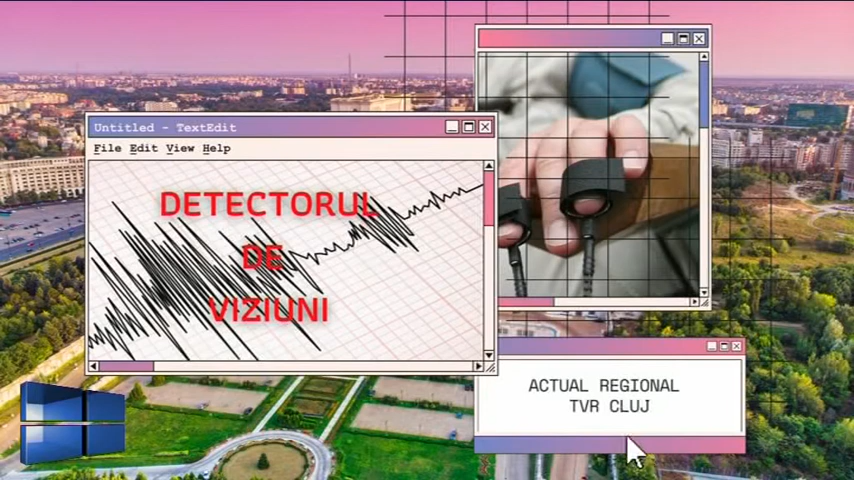 Untitled - TextEdit
File Edit View Help
DETECTORUL
DE
VIZIUNI
ACTUAL REGIONAL
TVR CLUJ